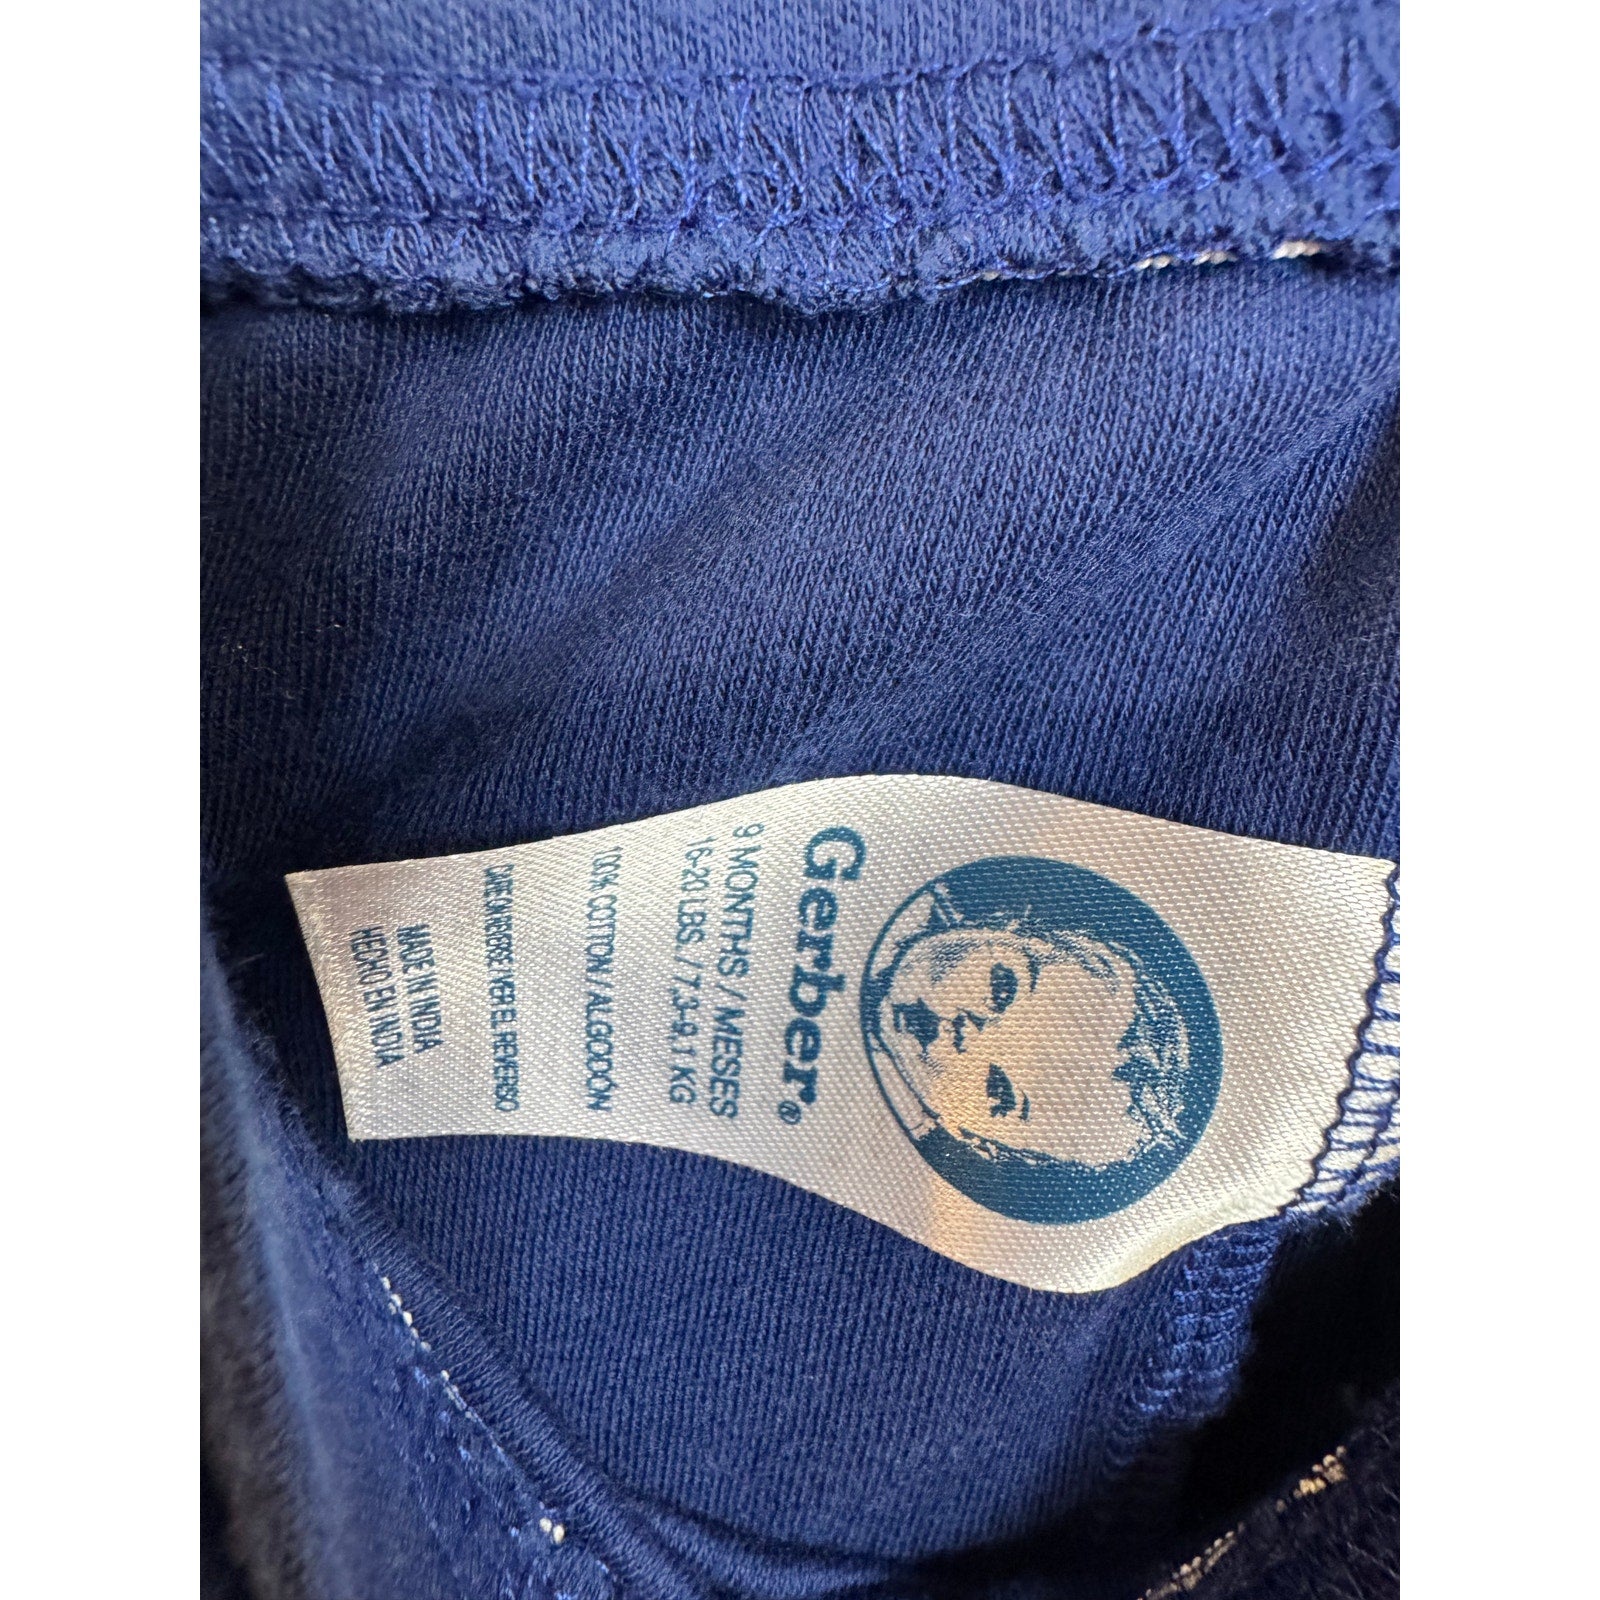 Gerber®
9 MONTHS / MESES
16-20 LBS / 7.3-9.1 KG
100% COTTON / ALGODÓN
CARE ON REVERSE / VER EL REVERSO
MADE IN INDIA
HECHO EN INDIA